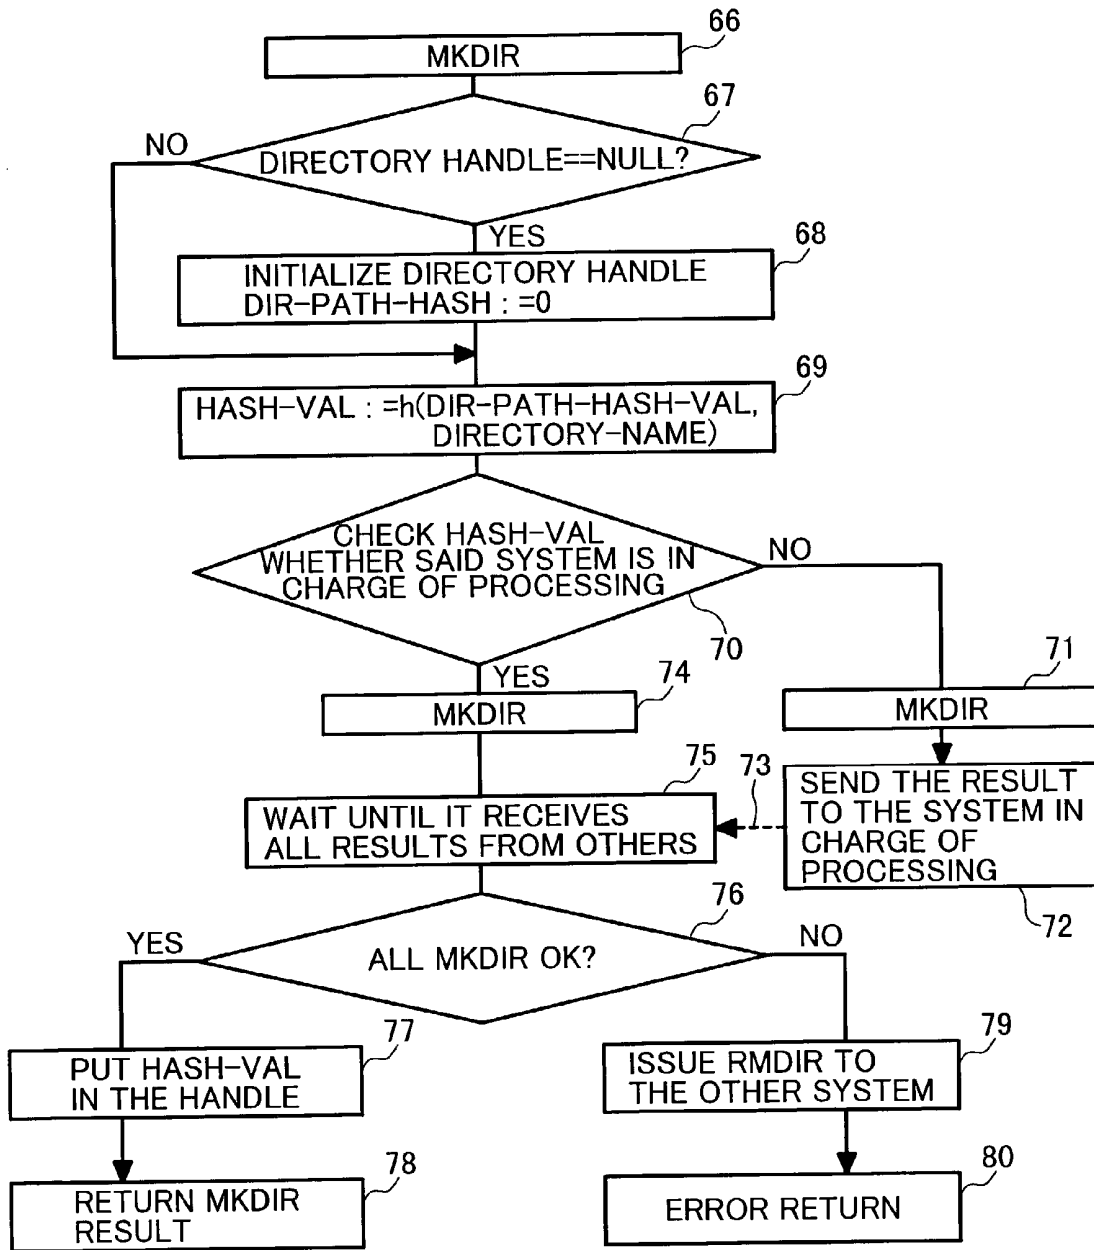 66
MKDIR
67
NO
DIRECTORY HANDLE==NULL?
YES
68
INITIALIZE DIRECTORY HANDLE
DIR-PATH-HASH : =0
69
HASH-VAL : =h(DIR-PATH-HASH-VAL,
DIRECTORY-NAME)
CHECK HASH-VAL
WHETHER SAID SYSTEM IS IN
CHARGE OF PROCESSING
NO
70
YES
74
MKDIR
71
MKDIR
75
73
WAIT UNTIL IT RECEIVES
ALL RESULTS FROM OTHERS
SEND THE RESULT
TO THE SYSTEM IN
CHARGE OF
PROCESSING
72
76
YES
NO
ALL MKDIR OK?
77
PUT HASH-VAL
IN THE HANDLE
79
ISSUE RMDIR TO
THE OTHER SYSTEM
78
RETURN MKDIR
RESULT
80
ERROR RETURN